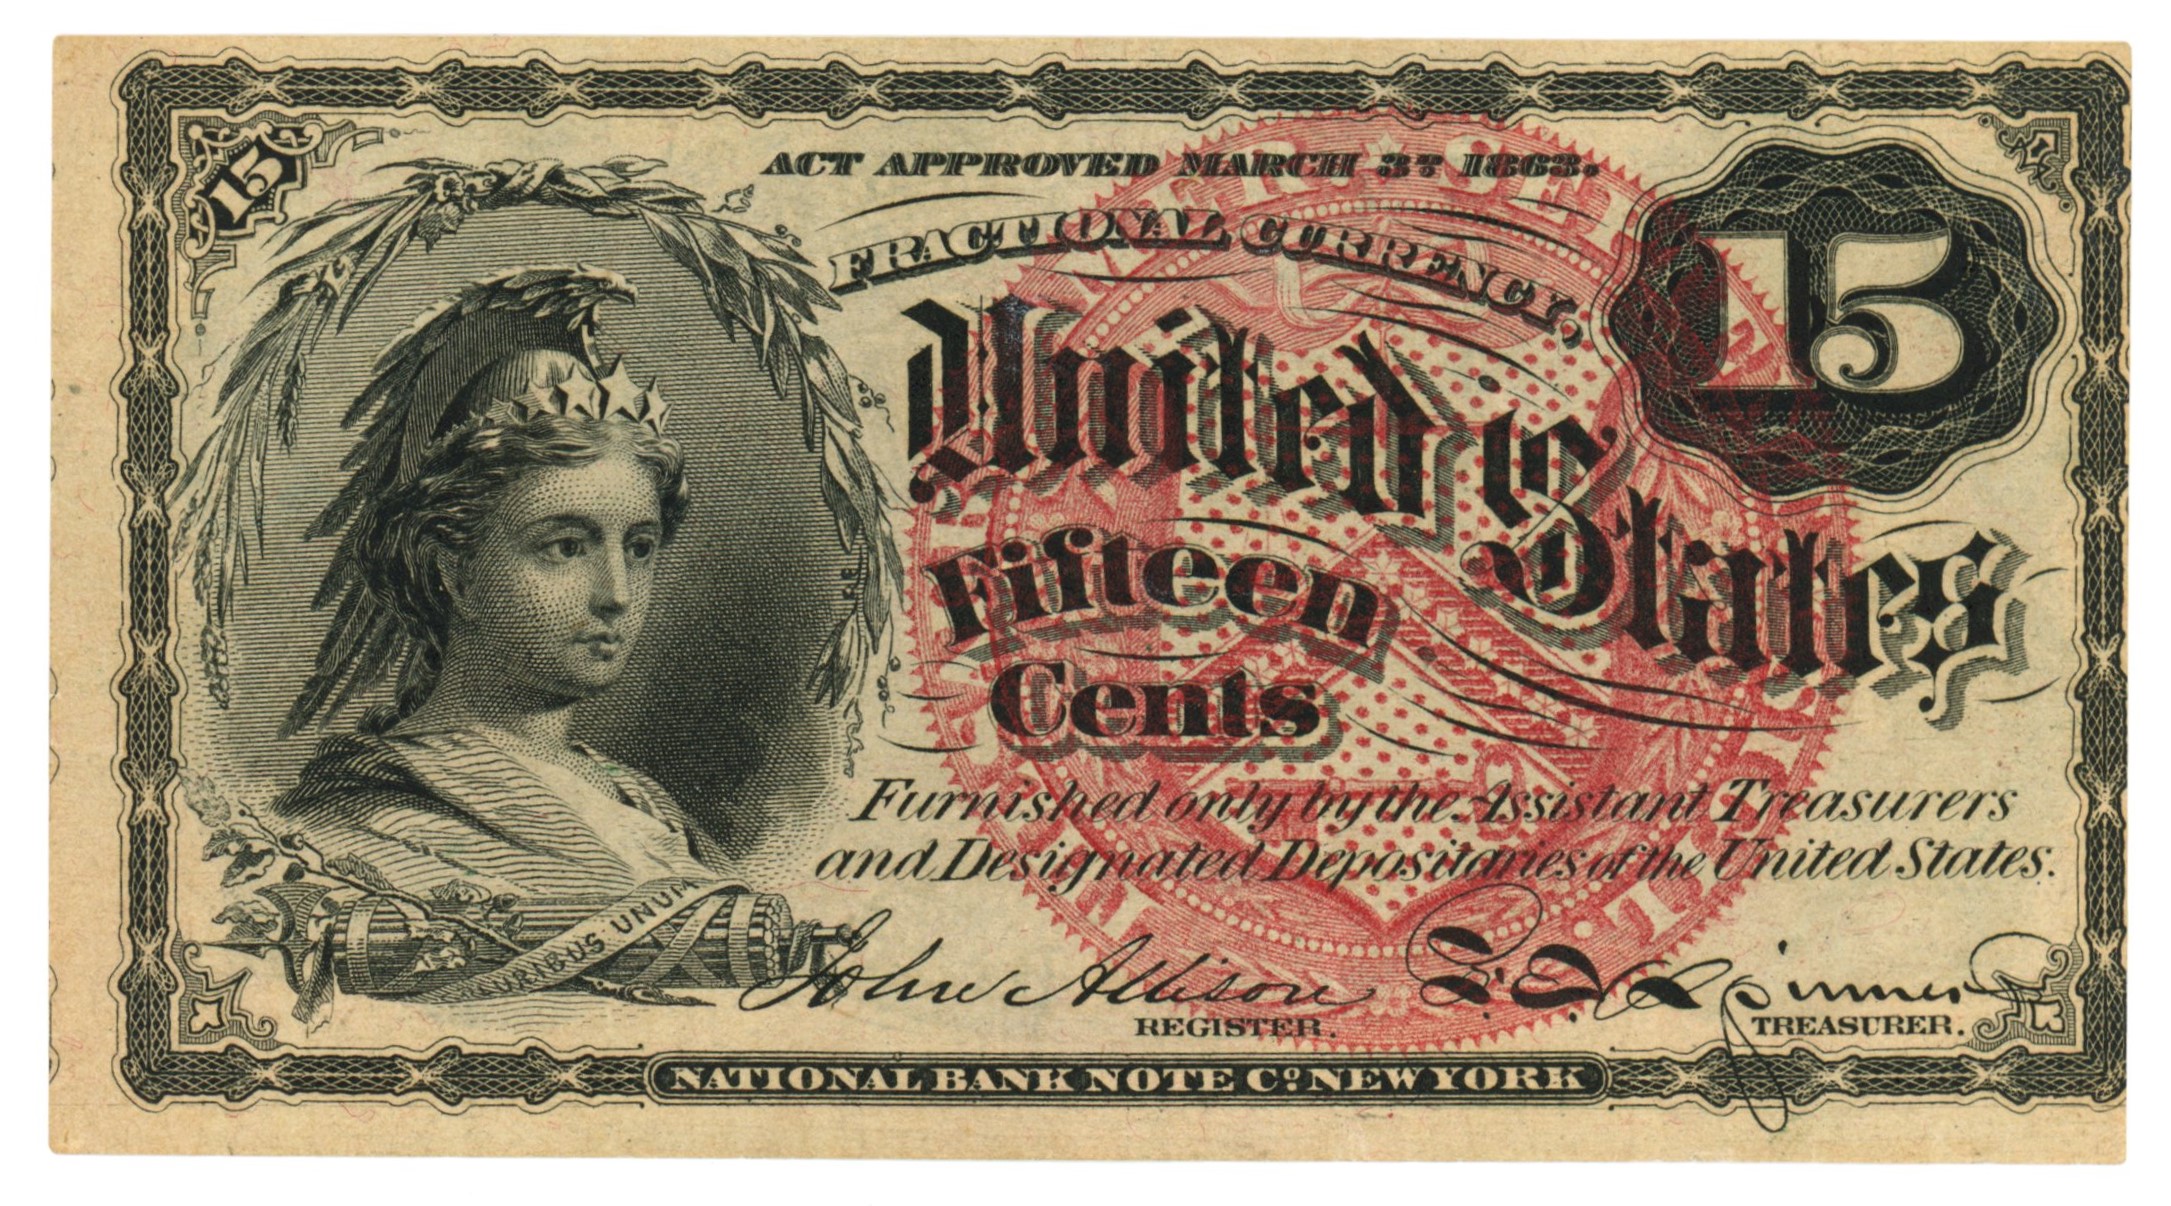 15
ACT APPROVED MARCH 3ᴿᴰ 1863.
FRACTIONAL CURRENCY,
15
United States
Fifteen
Cents
Furnished only by the Assistant Treasurers
and Designated Depositaries of the United States.
PLURIBUS UNUM
John Allison
F. E. Spinner
REGISTER.
TREASURER.
NATIONAL BANK NOTE Cº. NEW YORK